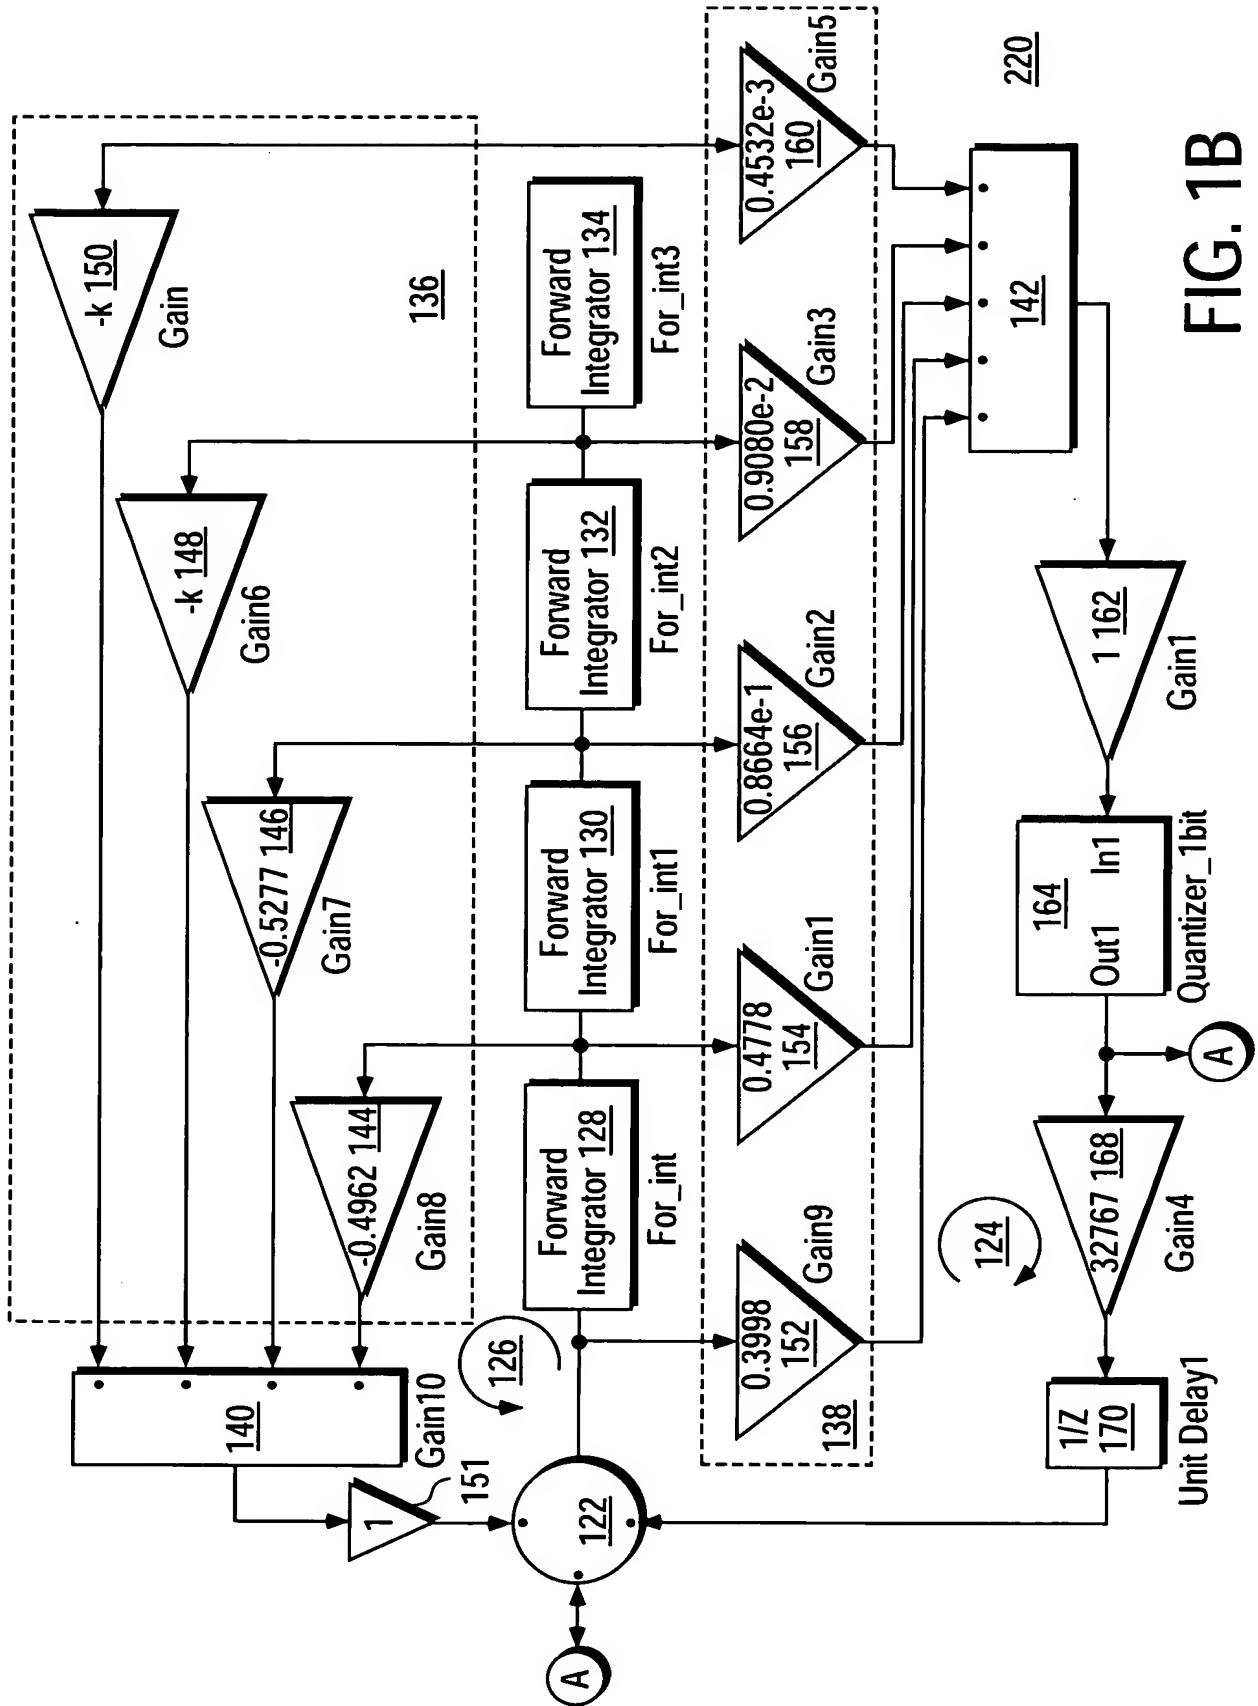 -k 150
Gain
-k 148
Gain6
-0.5277 146
Gain7
-0.4962 144
Gain8
136
140
Gain10
1
151
126
122
A
Forward
Integrator 128
For_int
Forward
Integrator 130
For_int1
Forward
Integrator 132
For_int2
Forward
Integrator 134
For_int3
138
0.3998
152
Gain9
0.4778
154
Gain1
0.8664e-1
156
Gain2
0.9080e-2
158
Gain3
0.4532e-3
160
Gain5
142
220
124
1/Z
170
Unit Delay1
32767 168
Gain4
A
164
Out1 In1
Quantizer_1bit
1 162
Gain1
FIG. 1B